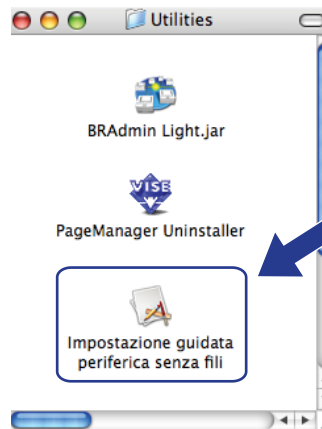 Utilities
BRAdmin Light.jar
VISE
PageManager Uninstaller
Impostazione guidata
periferica senza fili